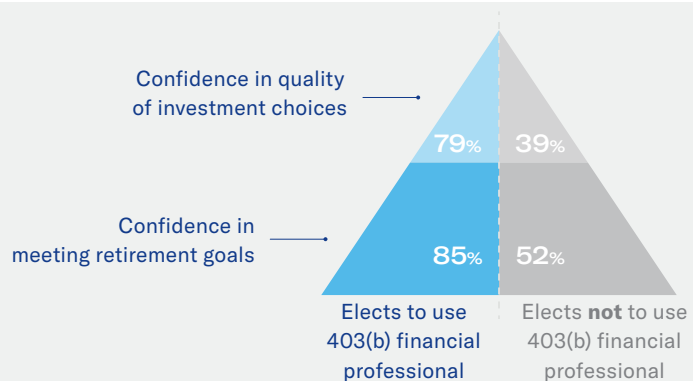 Confidence in quality
of investment choices
79% 39%
Confidence in
meeting retirement goals
85% 52%
Elects to use
403(b) financial
professional
Elects not to use
403(b) financial
professional